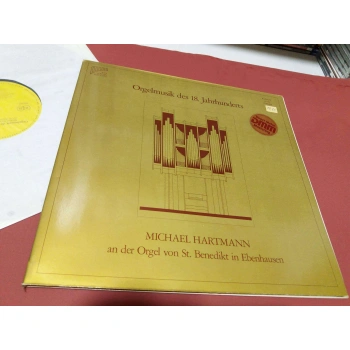 Orgelmusik des 18. Jahrhunderts
MICHAEL HARTMANN
an der Orgel von St. Benedikt in Ebenhausen